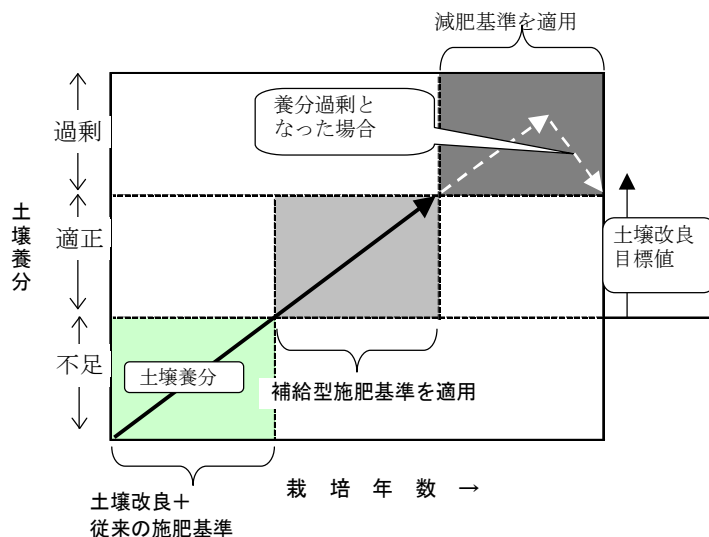 減肥基準を適用
養分過剰と
なった場合
過剰
適正
不足
土壌養分
土壌改良
目標値
土壌養分
補給型施肥基準を適用
栽 培 年 数 →
土壌改良＋
従来の施肥基準